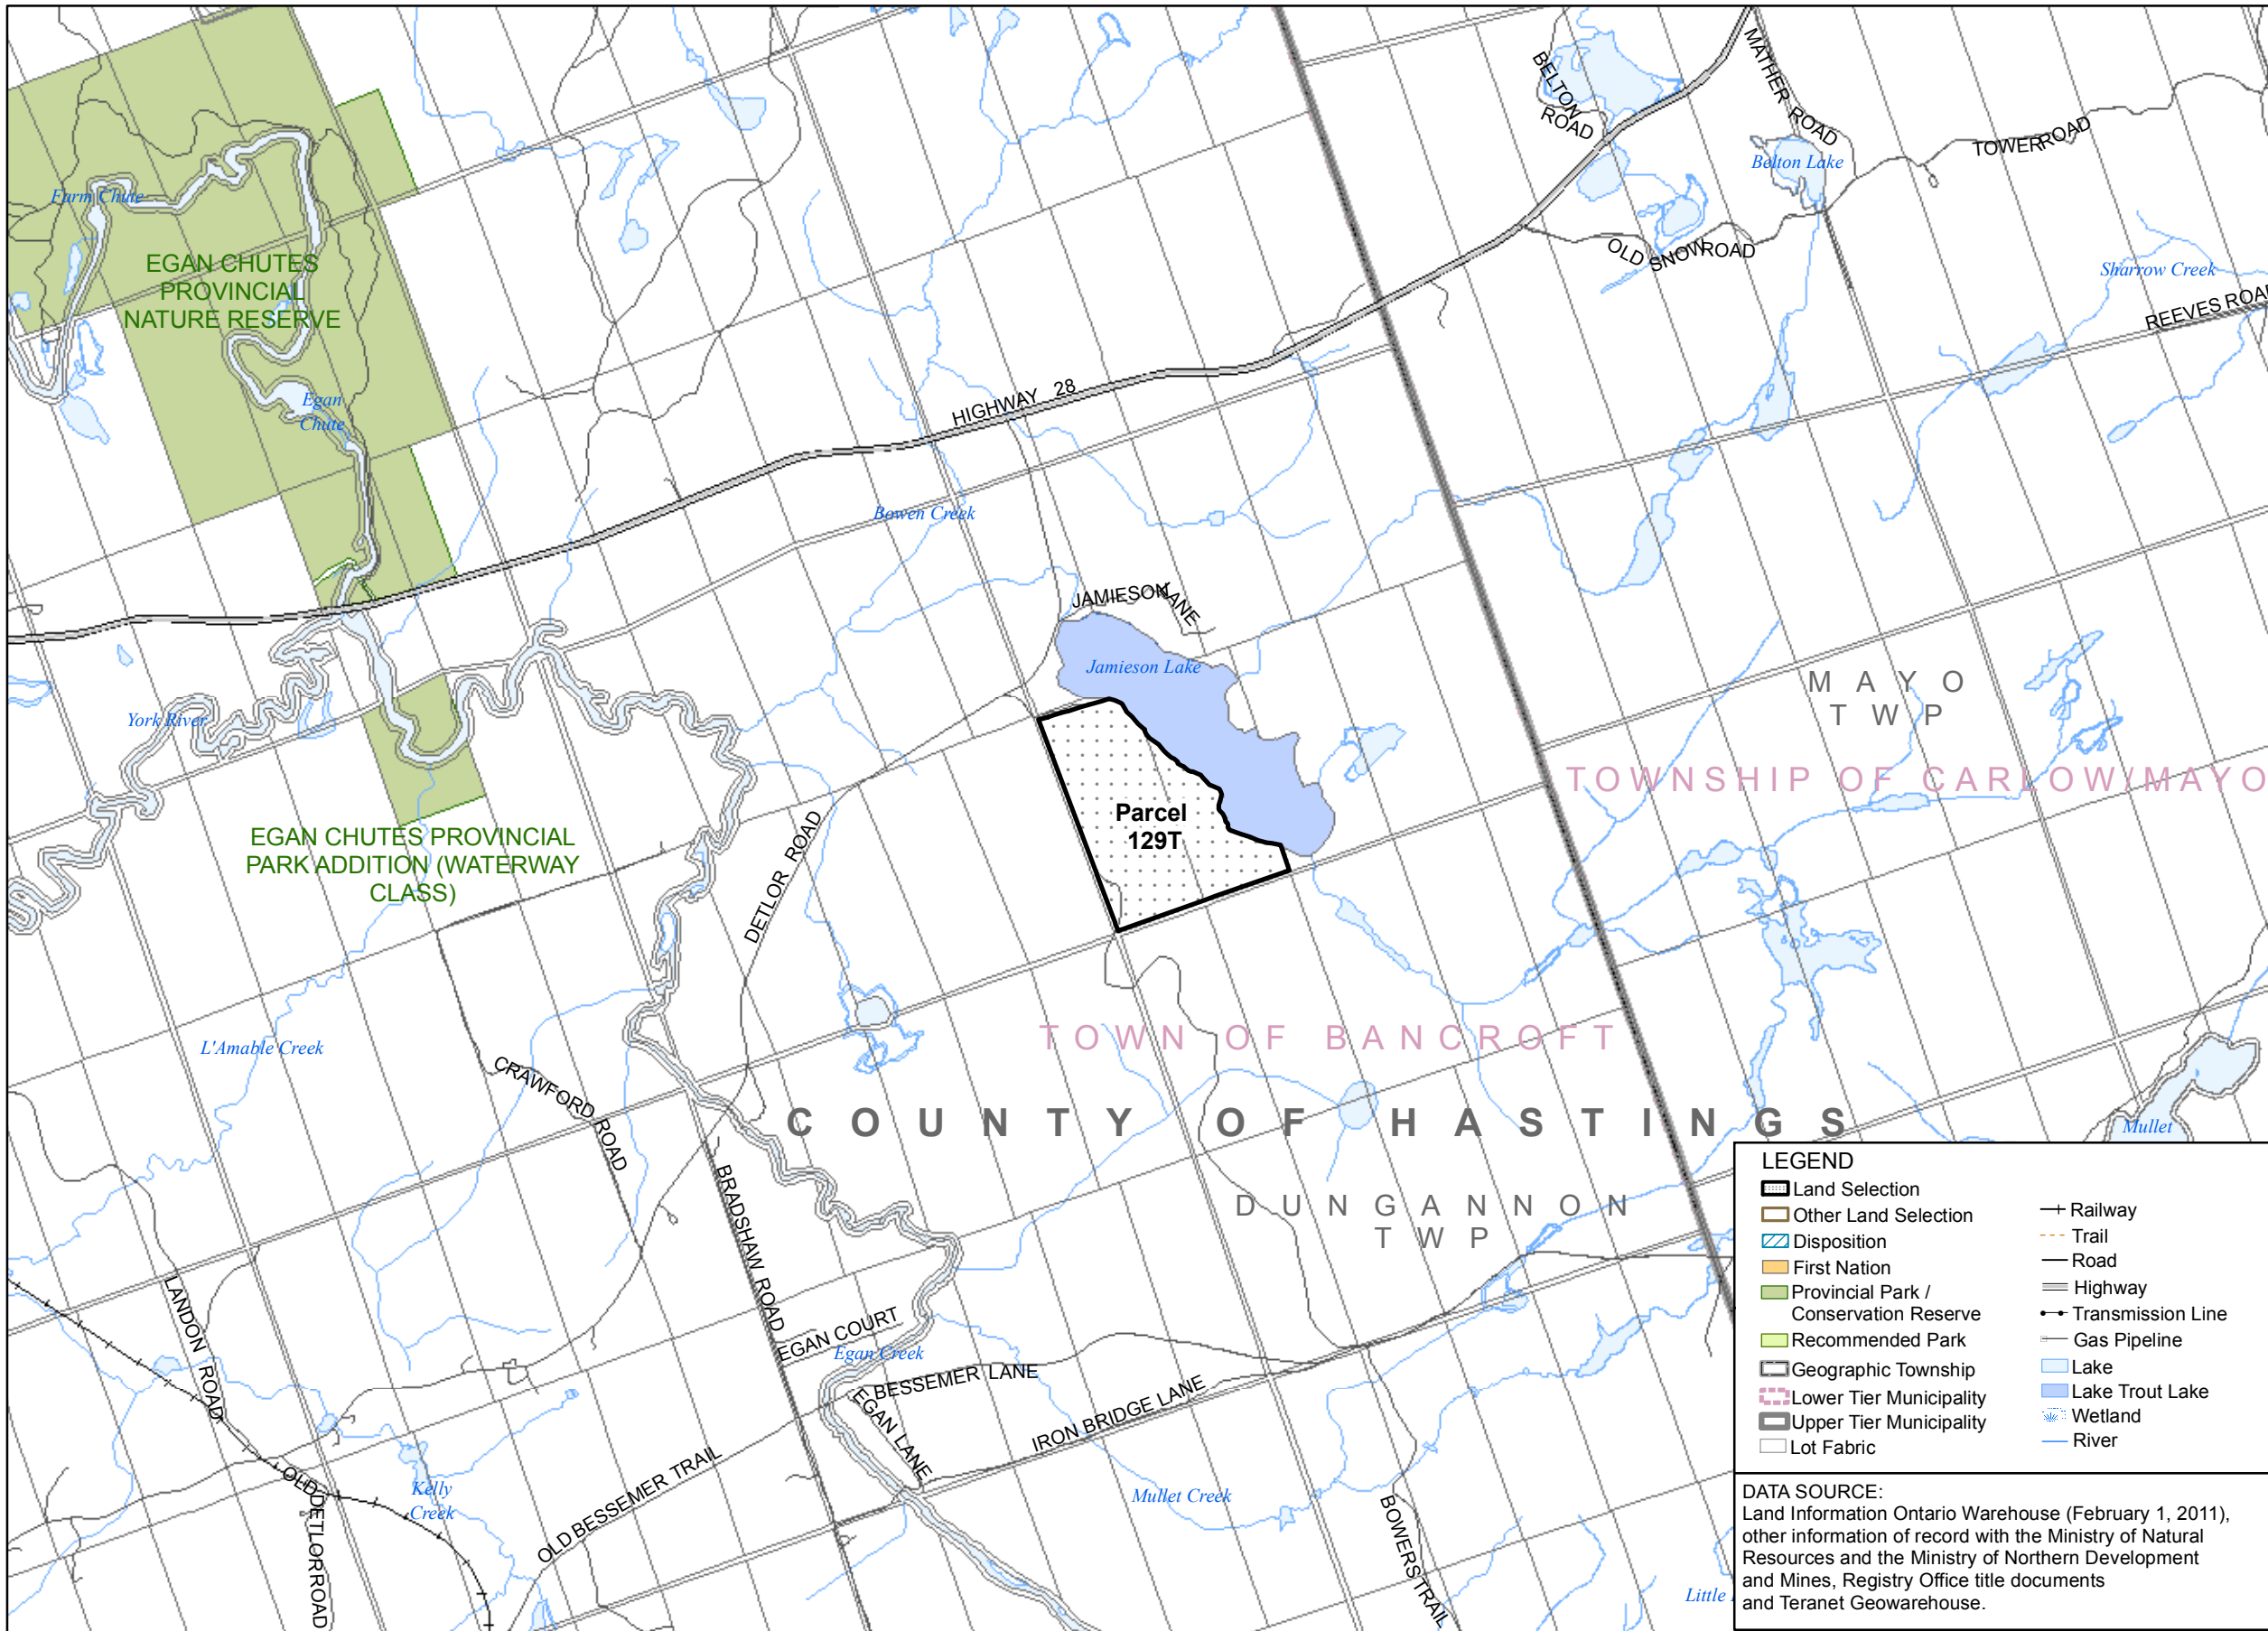 BELTON
ROAD
MATHER ROAD
Belton Lake
TOWER ROAD
OLD SNOW ROAD
Sharrow Creek
REEVES ROAD
Farm Chute
EGAN CHUTES
PROVINCIAL
NATURE RESERVE
Egan
Chute
HIGHWAY 28
Bowen Creek
JAMIESON LANE
Jamieson Lake
York River
MAYO
TWP
TOWNSHIP OF CARLOW/MAYO
Parcel
129T
EGAN CHUTES PROVINCIAL
PARK ADDITION (WATERWAY
CLASS)
DETLOR ROAD
L'Amable Creek
CRAWFORD ROAD
TOWN OF BANCROFT
COUNTY OF HASTINGS
Mullet
DUNGANNON
TWP
BRADSHAW ROAD
LANDON ROAD
EGAN COURT
Egan Creek
BESSEMER LANE
EGAN LANE
IRON BRIDGE LANE
OLD BESSEMER TRAIL
OLD DETLOR ROAD
Kelly
Creek
Mullet Creek
BOWERS TRAIL
Little
LEGEND
Land Selection
Other Land Selection
Disposition
First Nation
Provincial Park /
Conservation Reserve
Recommended Park
Geographic Township
Lower Tier Municipality
Upper Tier Municipality
Lot Fabric
Railway
Trail
Road
Highway
Transmission Line
Gas Pipeline
Lake
Lake Trout Lake
Wetland
River
DATA SOURCE:
Land Information Ontario Warehouse (February 1, 2011),
other information of record with the Ministry of Natural
Resources and the Ministry of Northern Development
and Mines, Registry Office title documents
and Teranet Geowarehouse.